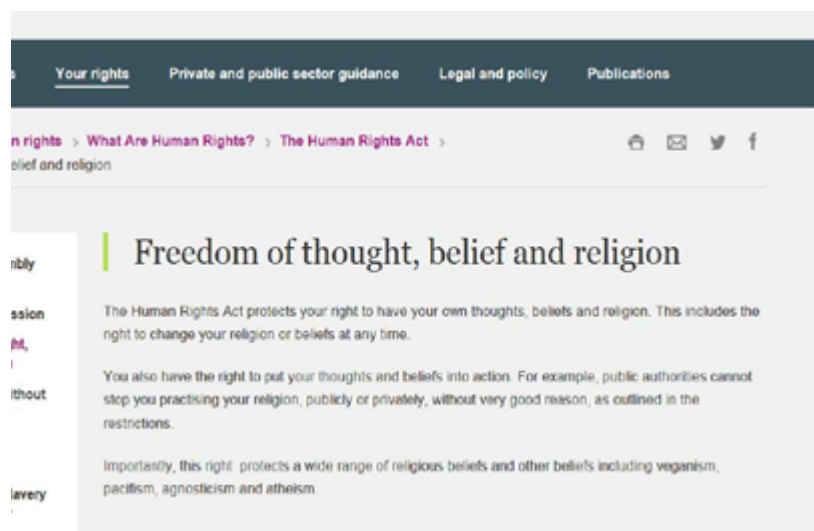 s Your rights Private and public sector guidance Legal and policy Publications
n rights > What Are Human Rights? > The Human Rights Act >
elief and religion
Freedom of thought, belief and religion
nbly
The Human Rights Act protects your right to have your own thoughts, beliefs and religion. This includes the
ssion
right to change your religion or beliefs at any time.
ht,
You also have the right to put your thoughts and beliefs into action. For example, public authorities cannot
ithout
stop you practising your religion, publicly or privately, without very good reason, as outlined in the
restrictions.
Importantly, this right protects a wide range of religious beliefs and other beliefs including veganism,
lavery
pacifism, agnosticism and atheism.